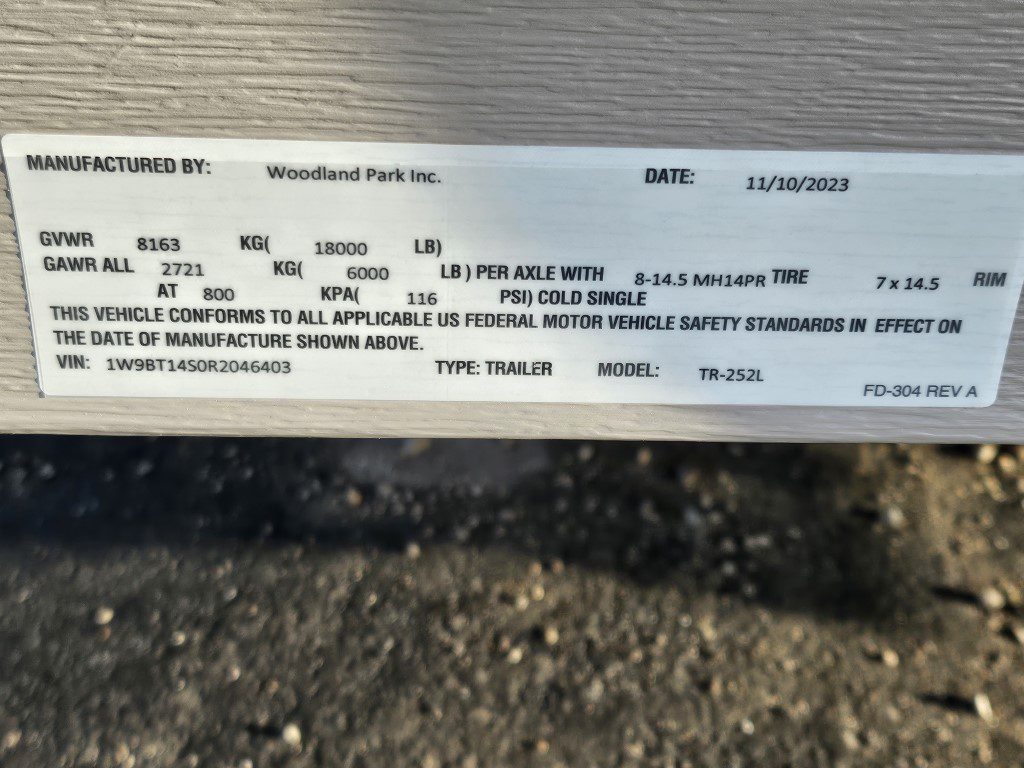 MANUFACTURED BY: Woodland Park Inc. DATE: 11/10/2023
GVWR 8163 KG( 18000 LB)
GAWR ALL 2721 KG( 6000 LB ) PER AXLE WITH 8-14.5 MH14PR TIRE 7 x 14.5 RIM
AT 800 KPA( 116 PSI) COLD SINGLE
THIS VEHICLE CONFORMS TO ALL APPLICABLE US FEDERAL MOTOR VEHICLE SAFETY STANDARDS IN EFFECT ON
THE DATE OF MANUFACTURE SHOWN ABOVE.
VIN: 1W9BT14S0R2046403 TYPE: TRAILER MODEL: TR-252L
FD-304 REV A